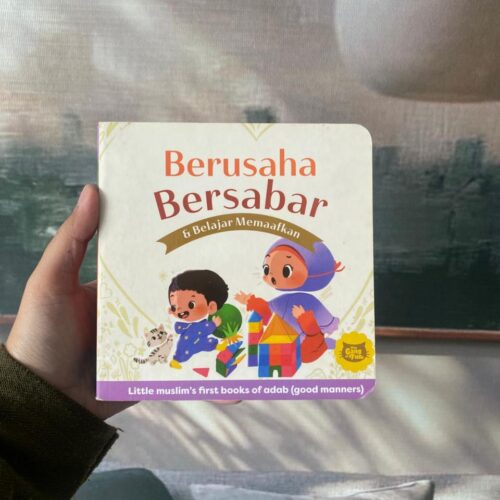 Berusaha
Bersabar
& Belajar Memaafkan
Little muslim's first books of adab (good manners)